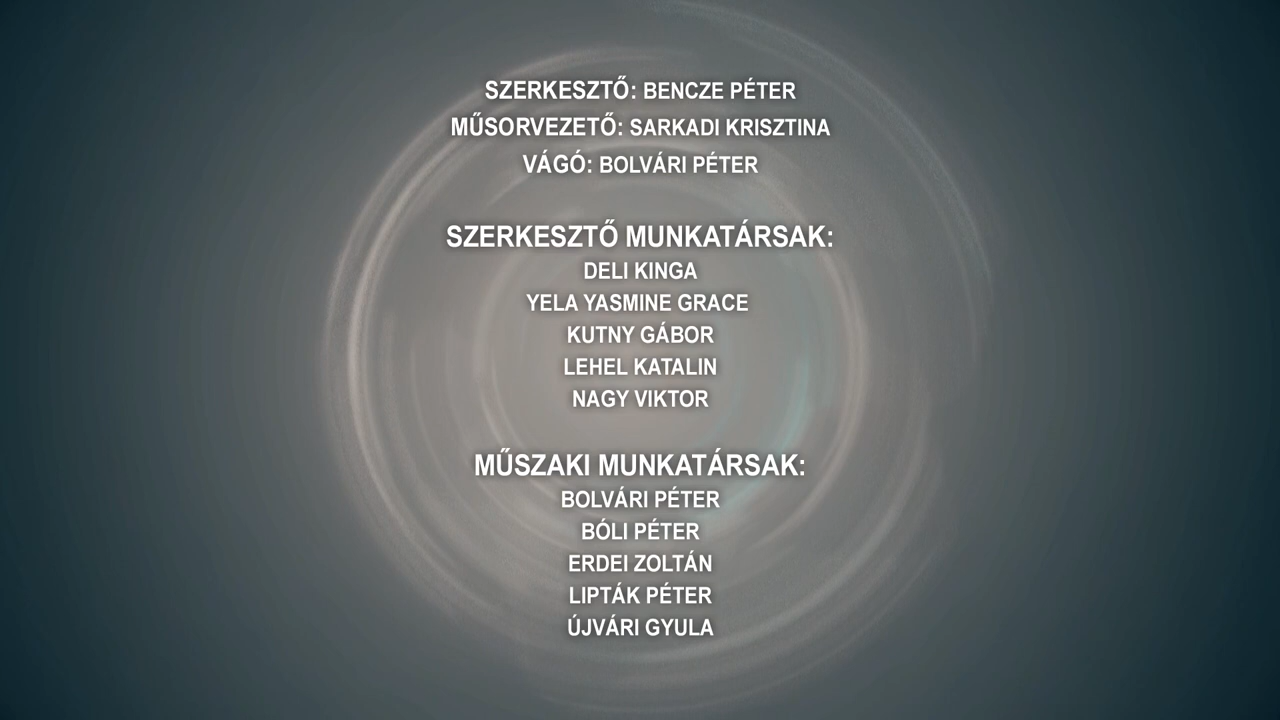 SZERKESZTŐ: BENCZE PÉTER
MŰSORVEZETŐ: SARKADI KRISZTINA
VÁGÓ: BOLVÁRI PÉTER
SZERKESZTŐ MUNKATÁRSAK:
DELI KINGA
YELA YASMINE GRACE
KUTNY GÁBOR
LEHEL KATALIN
NAGY VIKTOR
MŰSZAKI MUNKATÁRSAK:
BOLVÁRI PÉTER
BÓLI PÉTER
ERDEI ZOLTÁN
LIPTÁK PÉTER
ÚJVÁRI GYULA